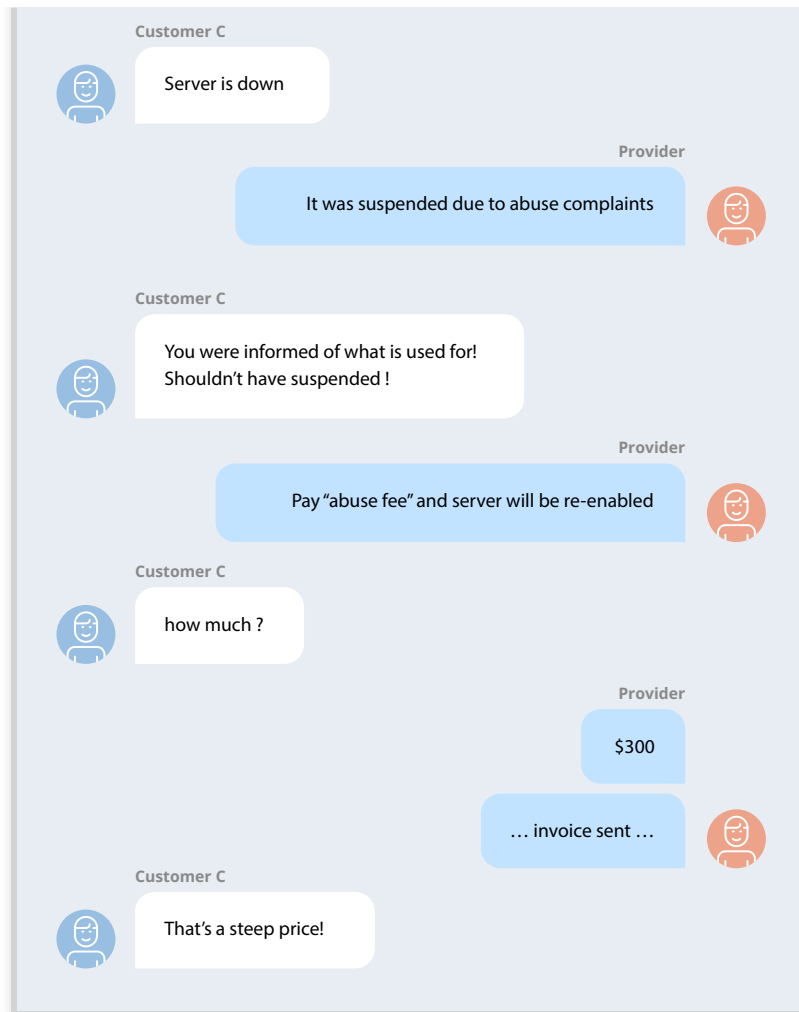 Customer C
Server is down
Provider
It was suspended due to abuse complaints
Customer C
You were informed of what is used for!
Shouldn’t have suspended !
Provider
Pay “abuse fee” and server will be re-enabled
Customer C
how much ?
Provider
$300
… invoice sent …
Customer C
That’s a steep price!